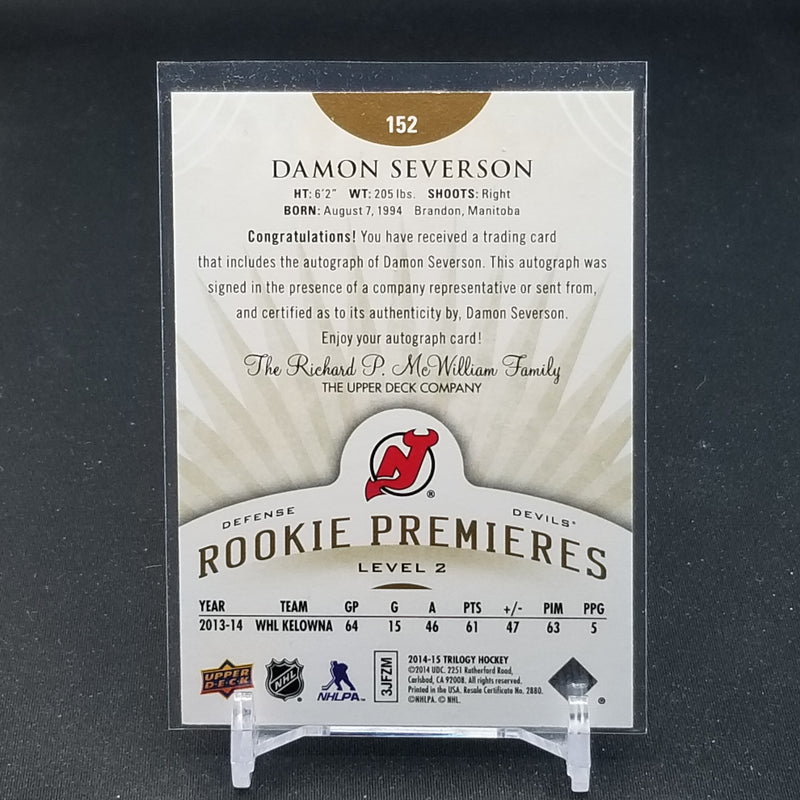 152
DAMON SEVERSON
HT: 6'2" WT: 205 lbs. SHOOTS: Right
BORN: August 7, 1994 Brandon, Manitoba
Congratulations! You have received a trading card
that includes the autograph of Damon Severson. This autograph was
signed in the presence of a company representative or sent from,
and certified as to its authenticity by, Damon Severson.
Enjoy your autograph card!
The Richard P. McWilliam Family
THE UPPER DECK COMPANY
NJ
®
DEFENSE DEVILS®
ROOKIE PREMIERES
LEVEL 2
YEAR TEAM GP G A PTS +/- PIM PPG
2013-14 WHL KELOWNA 64 15 46 61 47 63 5
UPPER DECK
NHL
NHLPA
3JFZM
2014-15 TRILOGY HOCKEY
©2014 UDC. 2251 Rutherford Road,
Carlsbad, CA 92008. All rights reserved.
Printed in the USA. Resale Certificate No. 2880.
©NHLPA. © NHL.